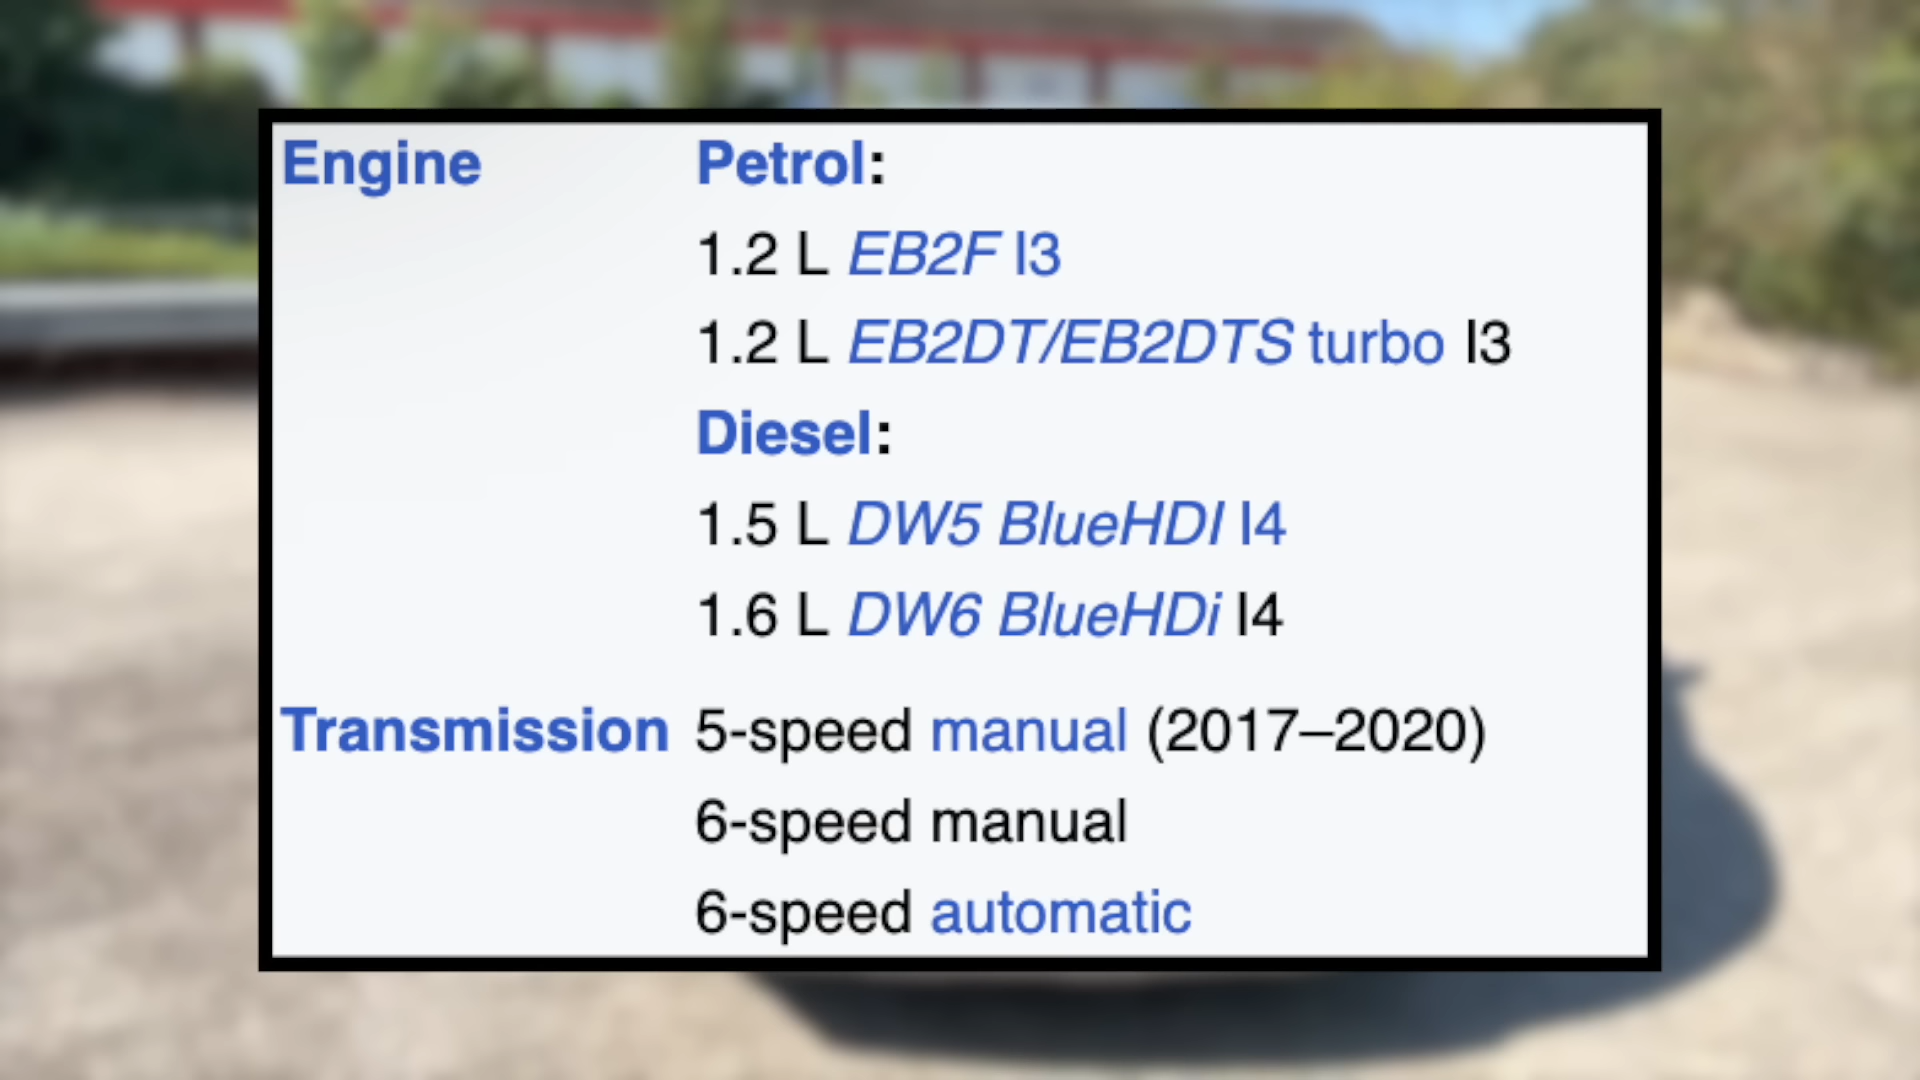 Engine Petrol:
1.2 L EB2F I3
1.2 L EB2DT/EB2DTS turbo I3
Diesel:
1.5 L DW5 BlueHDI I4
1.6 L DW6 BlueHDi I4
Transmission 5-speed manual (2017–2020)
6-speed manual
6-speed automatic